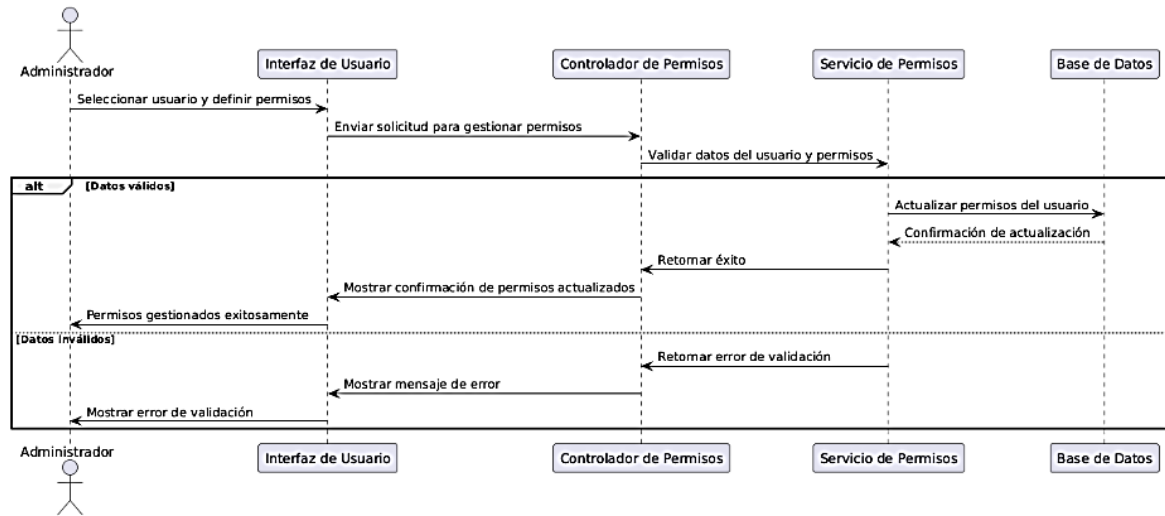 Administrador
Interfaz de Usuario
Controlador de Permisos
Servicio de Permisos
Base de Datos
Seleccionar usuario y definir permisos
Enviar solicitud para gestionar permisos
Validar datos del usuario y permisos
alt
[Datos válidos]
Actualizar permisos del usuario
Confirmación de actualización
Retornar éxito
Mostrar confirmación de permisos actualizados
Permisos gestionados exitosamente
[Datos inválidos]
Retornar error de validación
Mostrar mensaje de error
Mostrar error de validación
Administrador
Interfaz de Usuario
Controlador de Permisos
Servicio de Permisos
Base de Datos